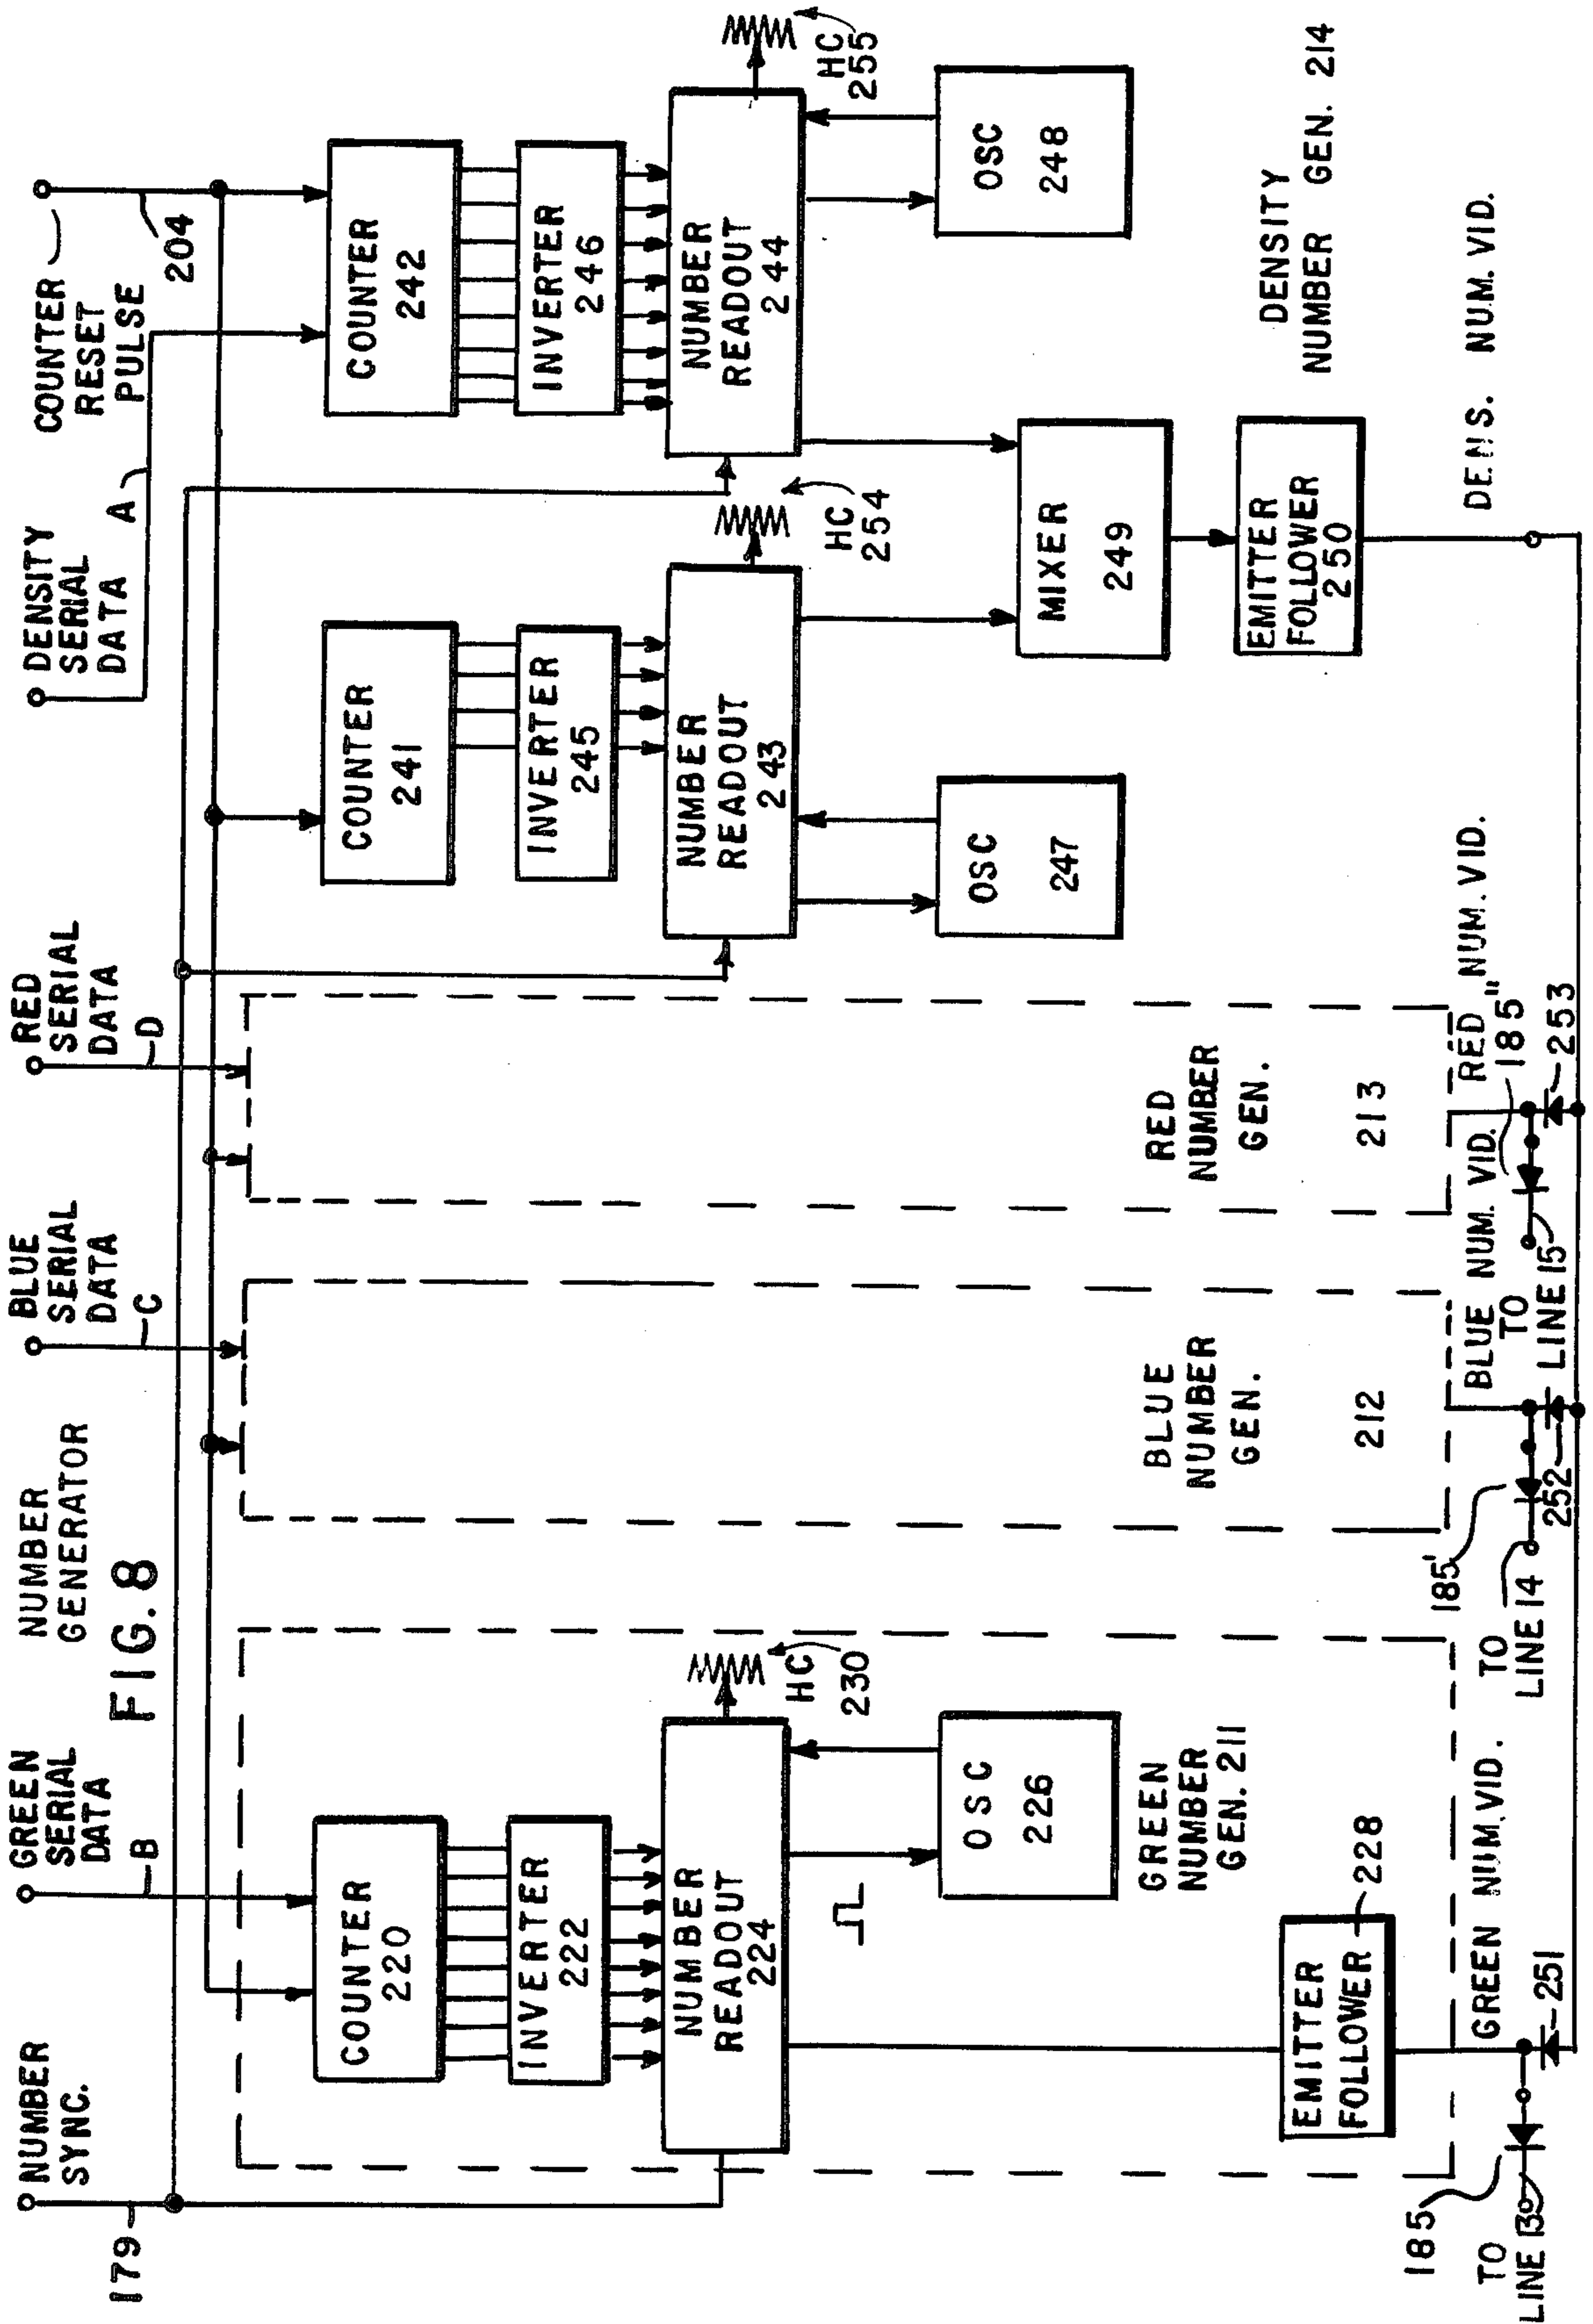 NUMBER
SYNC.
179
GREEN
SERIAL
DATA
B
NUMBER
GENERATOR
FIG. 8
BLUE
SERIAL
DATA
C
RED
SERIAL
DATA
D
DENSITY
SERIAL
DATA
A
COUNTER
RESET
PULSE
204
COUNTER
220
INVERTER
222
NUMBER
READOUT
224
HC
230
OSC
226
GREEN
NUMBER
GEN. 211
EMITTER
FOLLOWER
228
GREEN NUM. VID.
251
185
TO
LINE 13
BLUE
NUMBER
GEN.
212
BLUE NUM. VID.
185'
252
TO
LINE 14
RED
NUMBER
GEN.
213
RED NUM. VID.
185"
253
TO
LINE 15
COUNTER
241
INVERTER
245
NUMBER
READOUT
243
HC
254
OSC
247
COUNTER
242
INVERTER
246
NUMBER
READOUT
244
HC
255
OSC
248
MIXER
249
EMITTER
FOLLOWER
250
DENSITY
NUMBER GEN. 214
DENS. NUM. VID.